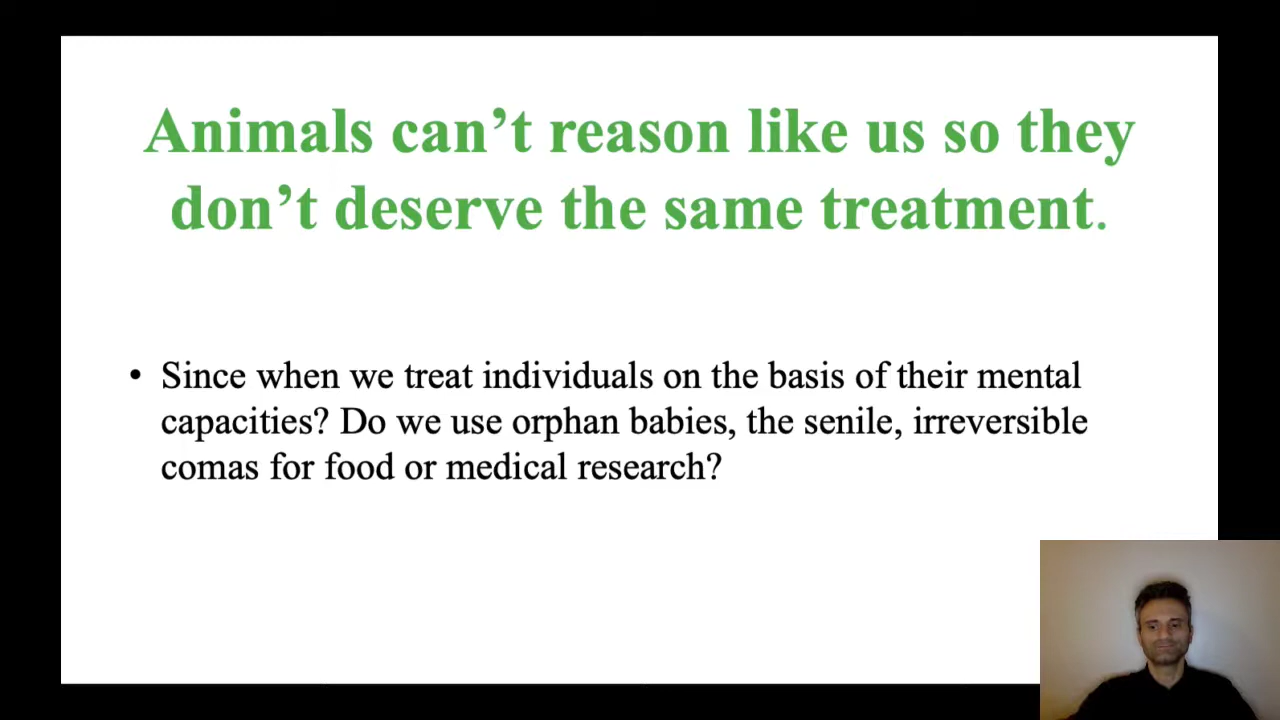 Animals can’t reason like us so they
don’t deserve the same treatment.
• Since when we treat individuals on the basis of their mental
capacities? Do we use orphan babies, the senile, irreversible
comas for food or medical research?